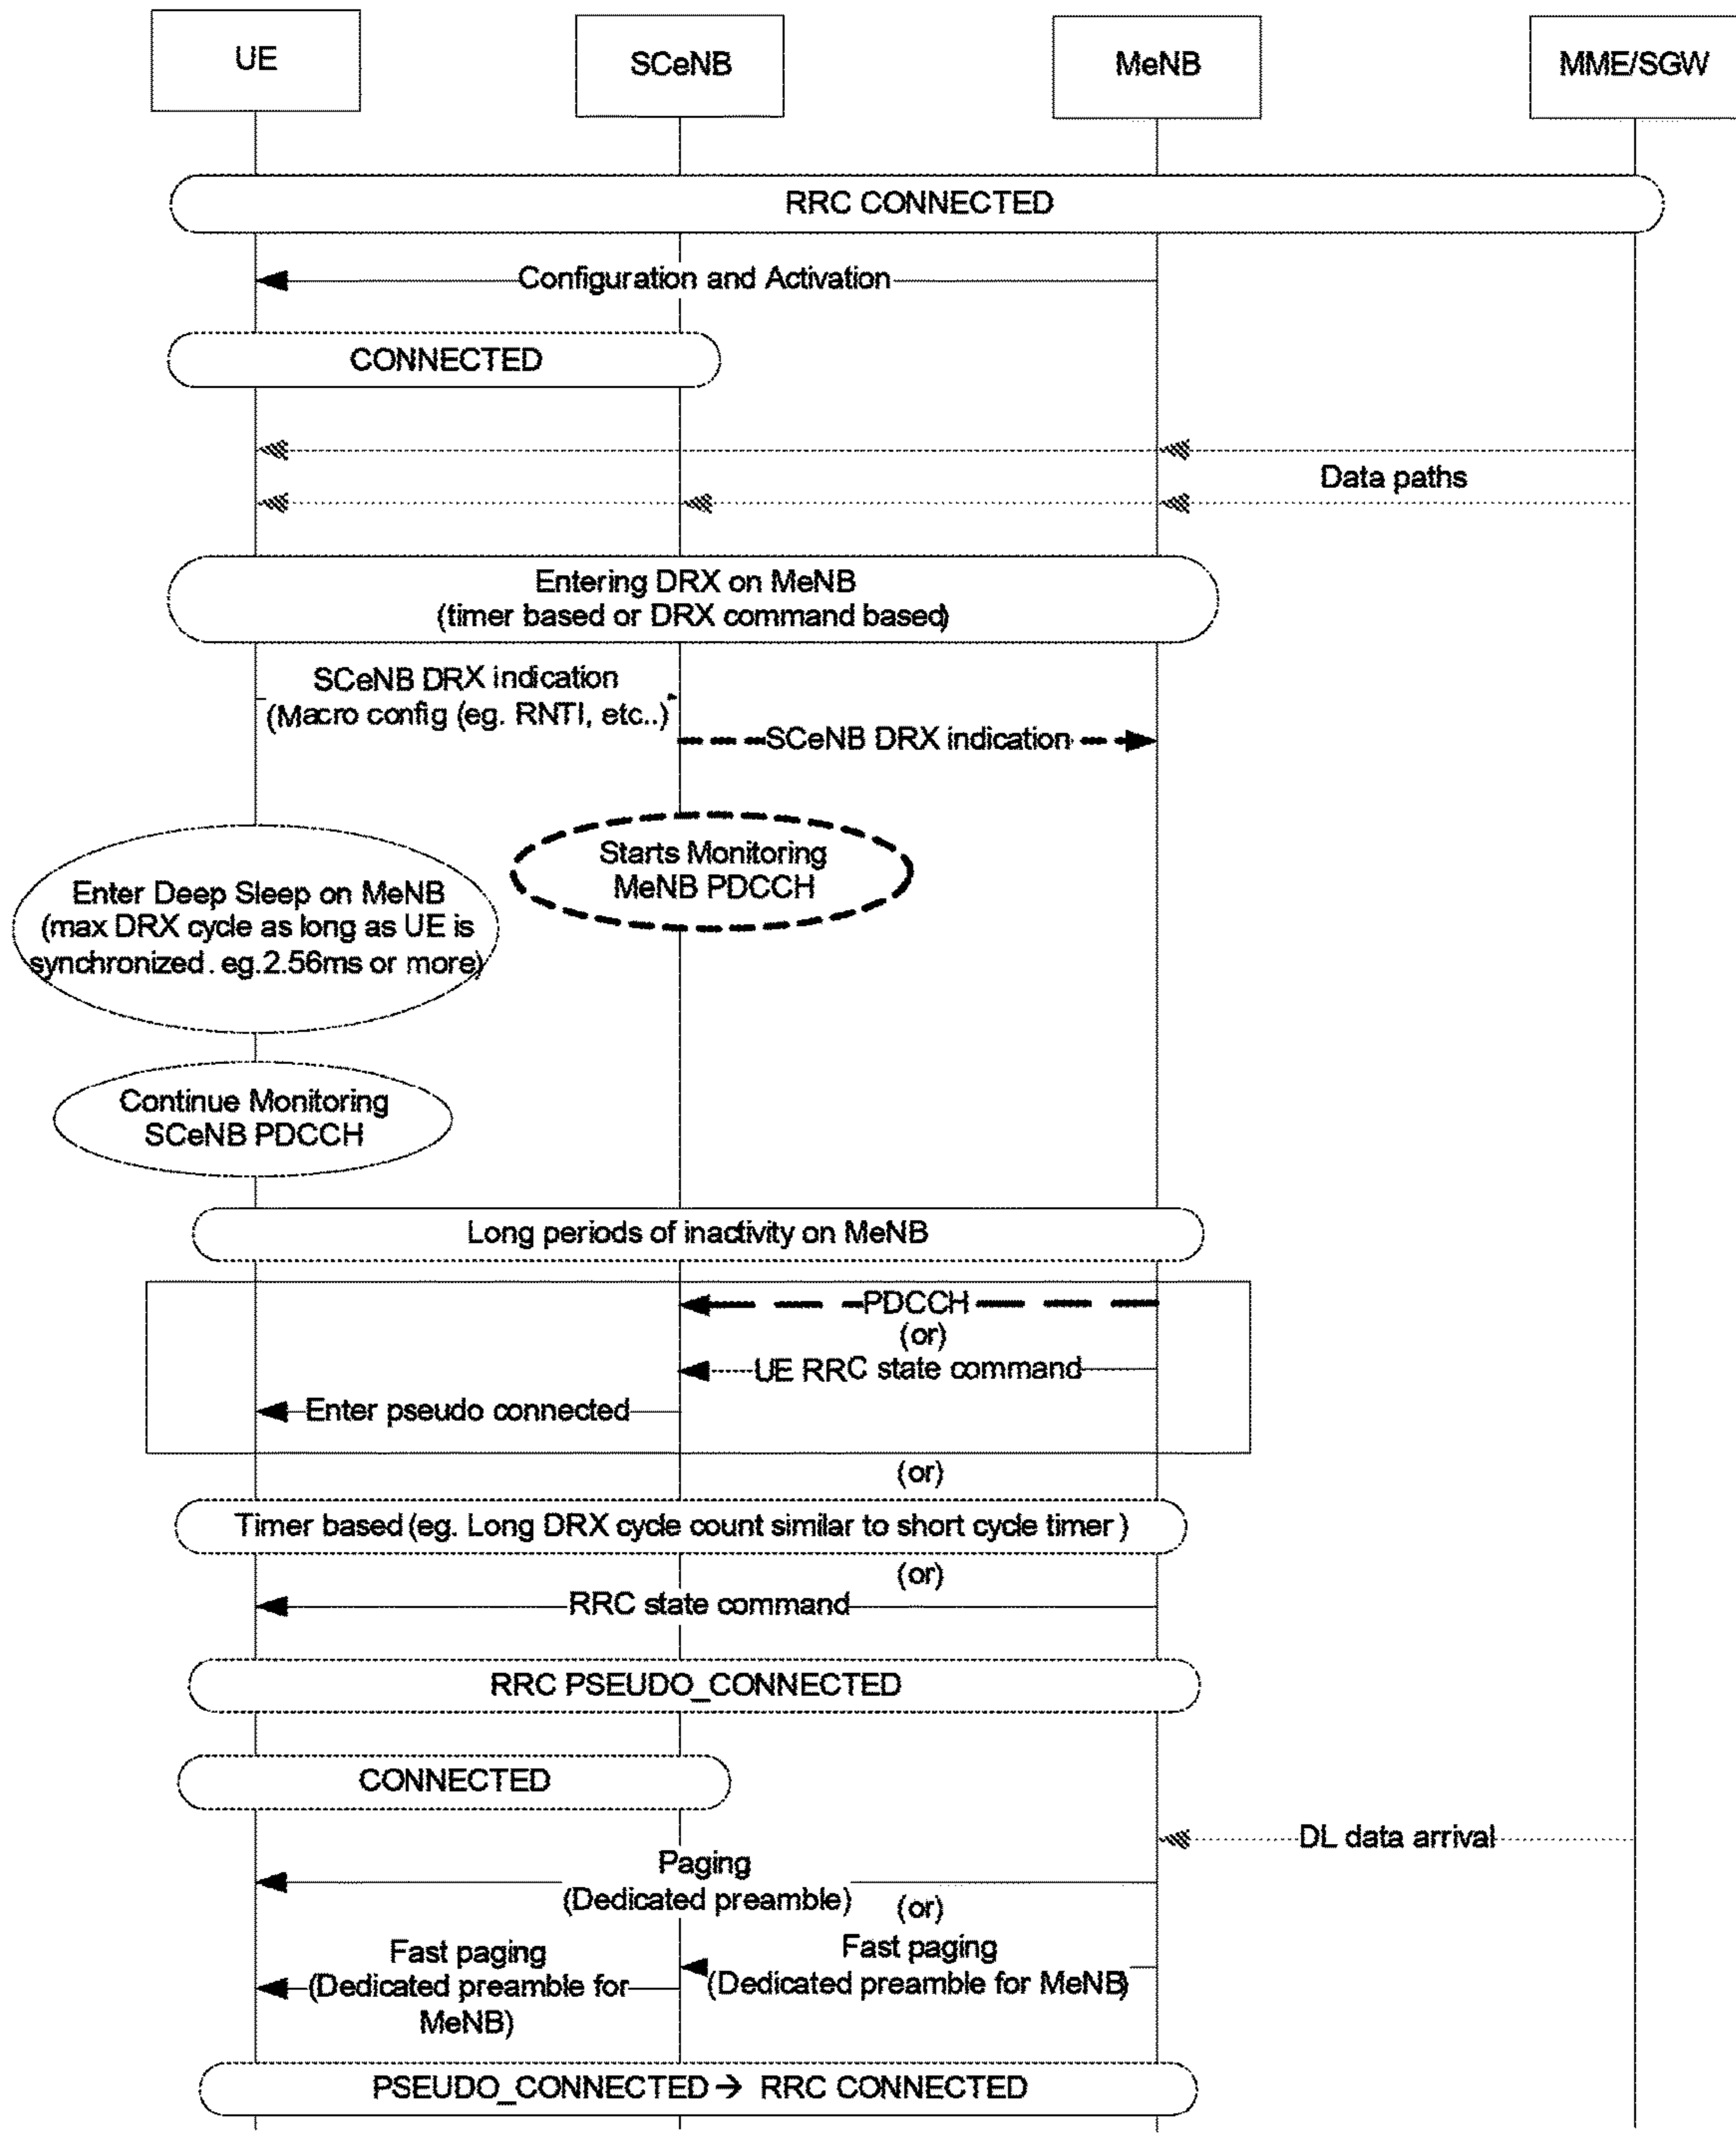 UE
SCeNB
MeNB
MME/SGW
RRC CONNECTED
Configuration and Activation
CONNECTED
Data paths
Entering DRX on MeNB
(timer based or DRX command based)
SCeNB DRX indication
(Macro config (eg. RNTI, etc..)
SCeNB DRX indication
Starts Monitoring
MeNB PDCCH
Enter Deep Sleep on MeNB
(max DRX cycle as long as UE is
synchronized. eg.2.56ms or more)
Continue Monitoring
SCeNB PDCCH
Long periods of inactivity on MeNB
PDCCH
(or)
UE RRC state command
Enter pseudo connected
(or)
Timer based (eg. Long DRX cycle count similar to short cycle timer )
(or)
RRC state command
RRC PSEUDO_CONNECTED
CONNECTED
DL data arrival
Paging
(Dedicated preamble)
(or)
Fast paging
(Dedicated preamble for MeNB)
Fast paging
(Dedicated preamble for
MeNB)
PSEUDO_CONNECTED → RRC CONNECTED